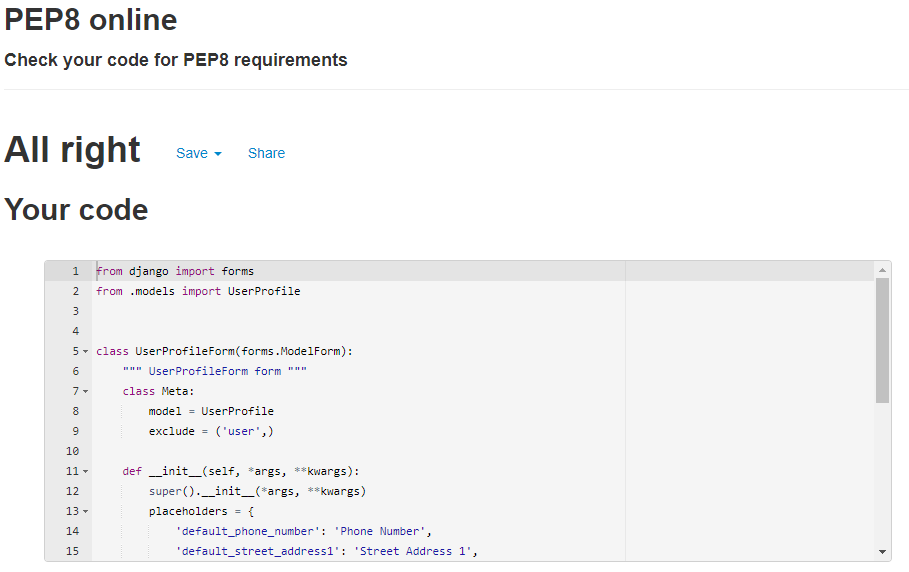 PEP8 online
Check your code for PEP8 requirements
All right Save Share
Your code
1 from django import forms
2 from .models import UserProfile
3
4
5 class UserProfileForm(forms.ModelForm):
6     """ UserProfileForm form """
7     class Meta:
8         model = UserProfile
9         exclude = ('user',)
10
11     def __init__(self, *args, **kwargs):
12         super().__init__(*args, **kwargs)
13         placeholders = {
14             'default_phone_number': 'Phone Number',
15             'default_street_address1': 'Street Address 1',